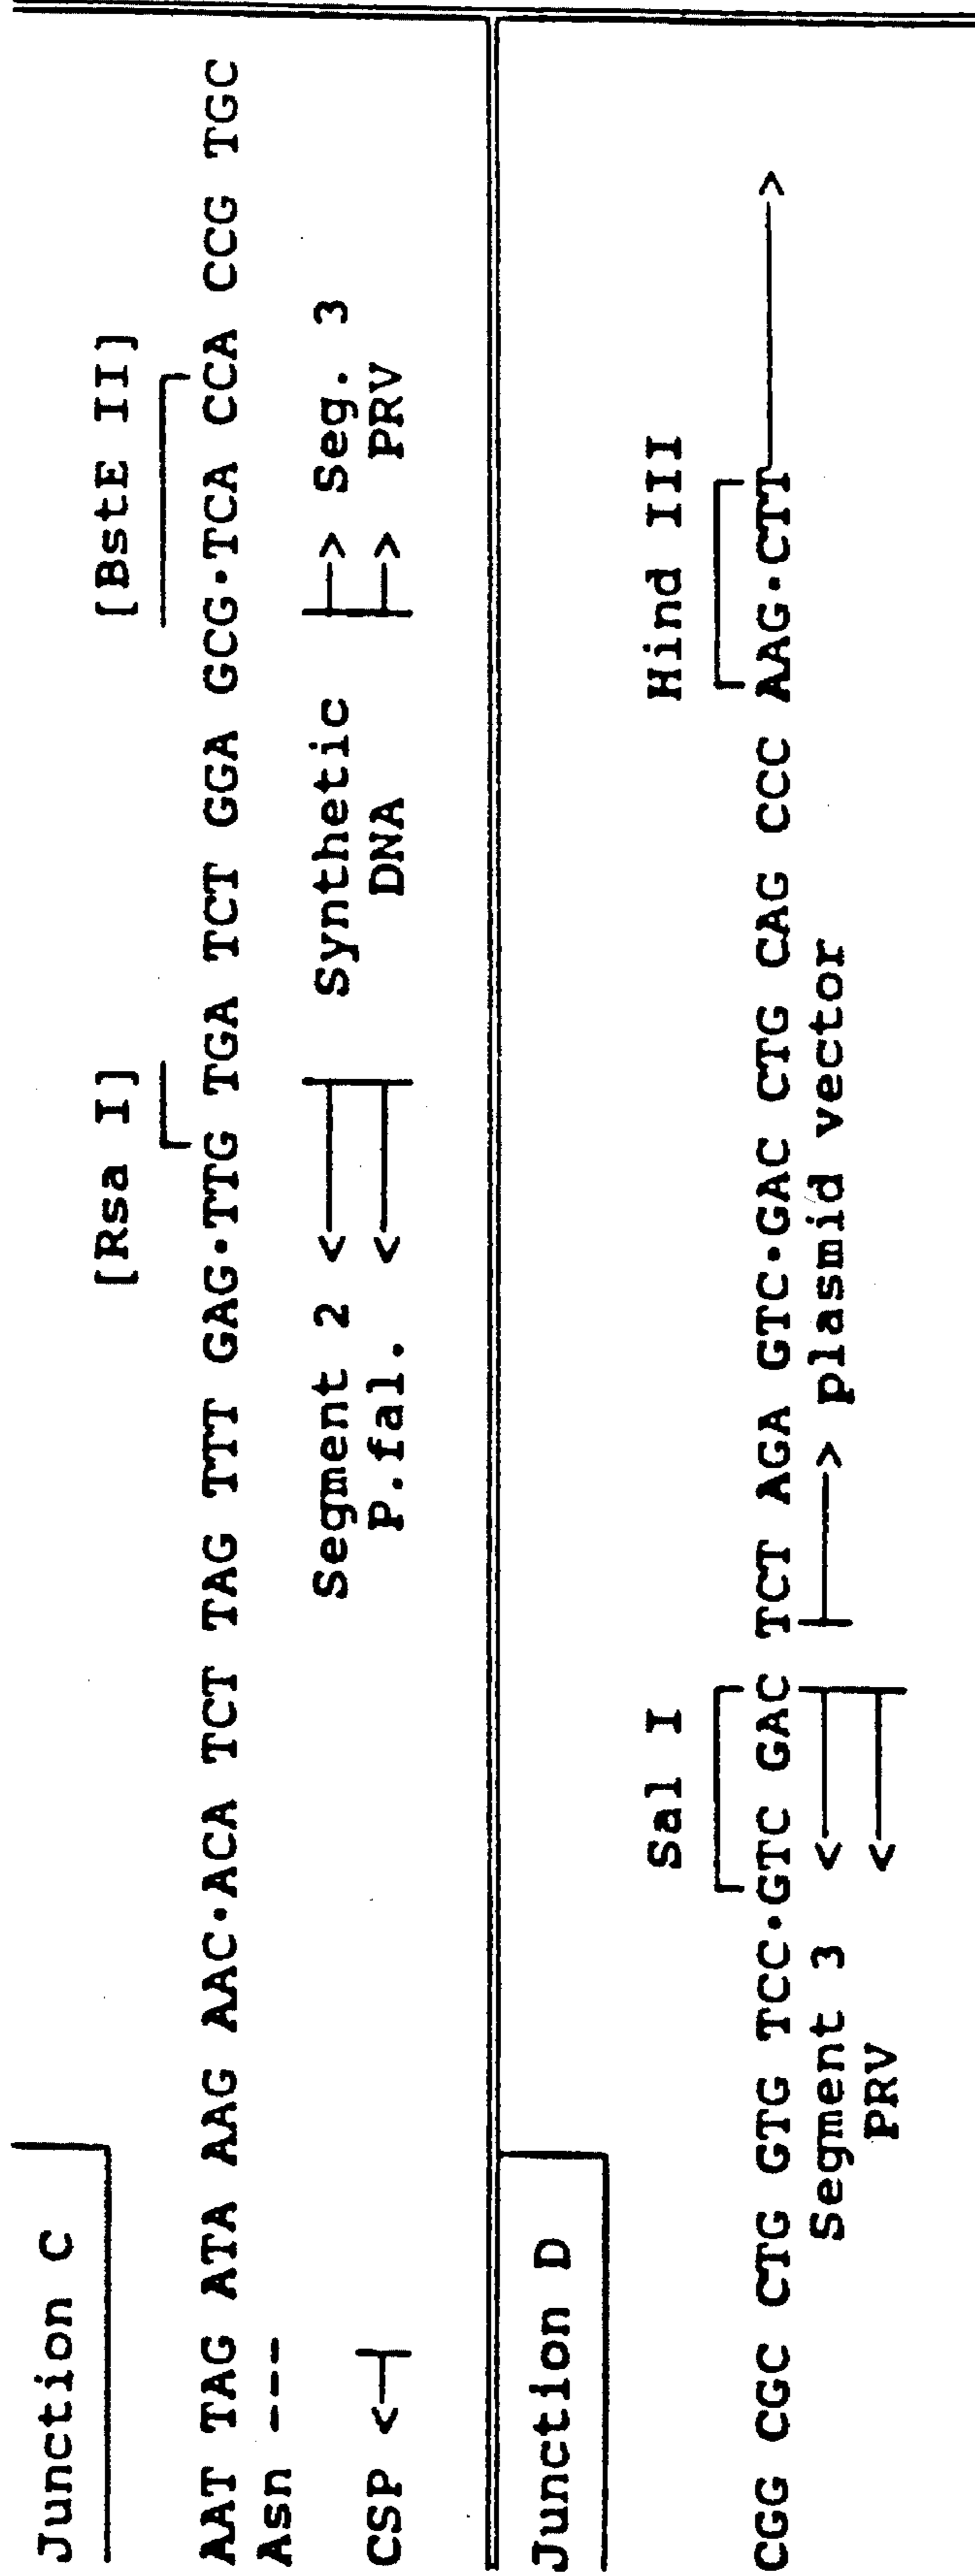 Junction C
[Rsa I] [BstE II]
AAT TAG ATA AAG AAC·ACA TCT TAG TTT GAG·TTG TGA TCT GGA GCG·TCA CCA CCG TGC
Asn ---
Segment 2 < Synthetic > Seg. 3
CSP < P.fal. < DNA > PRV
Junction D
Sal I Hind III
CGG CGC CTG GTG TCC·GTC GAC TCT AGA GTC·GAC CTG CAG CCC AAG·CTT >
Segment 3 < > plasmid vector
PRV <